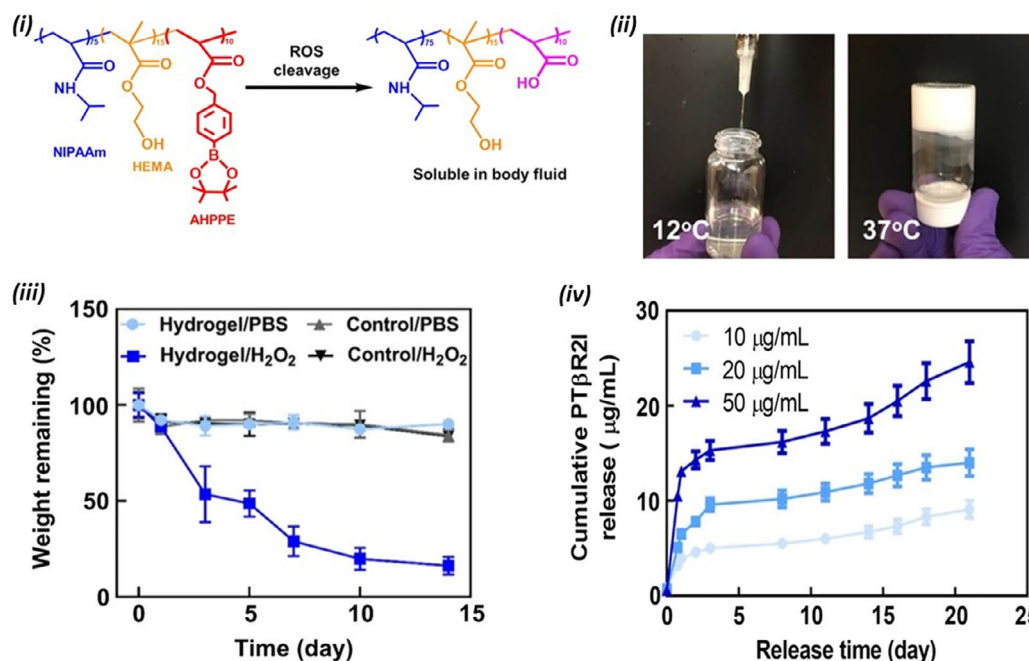 (i)
75
15
10
O
NH
O
O
OH
O
O
B
O
O
NIPAAm
HEMA
AHPPE
ROS
cleavage
75
15
10
O
NH
O
O
OH
O
HO
Soluble in body fluid
(ii)
12°C
37°C
(iii)
Weight remaining (%)
150
100
50
0
Hydrogel/PBS
Control/PBS
Hydrogel/H₂O₂
Control/H₂O₂
0 5 10 15
Time (day)
(iv)
Cumulative PTβR2I
release ( μg/mL)
30
20
10
0
10 μg/mL
20 μg/mL
50 μg/mL
0 5 10 15 20 25
Release time (day)